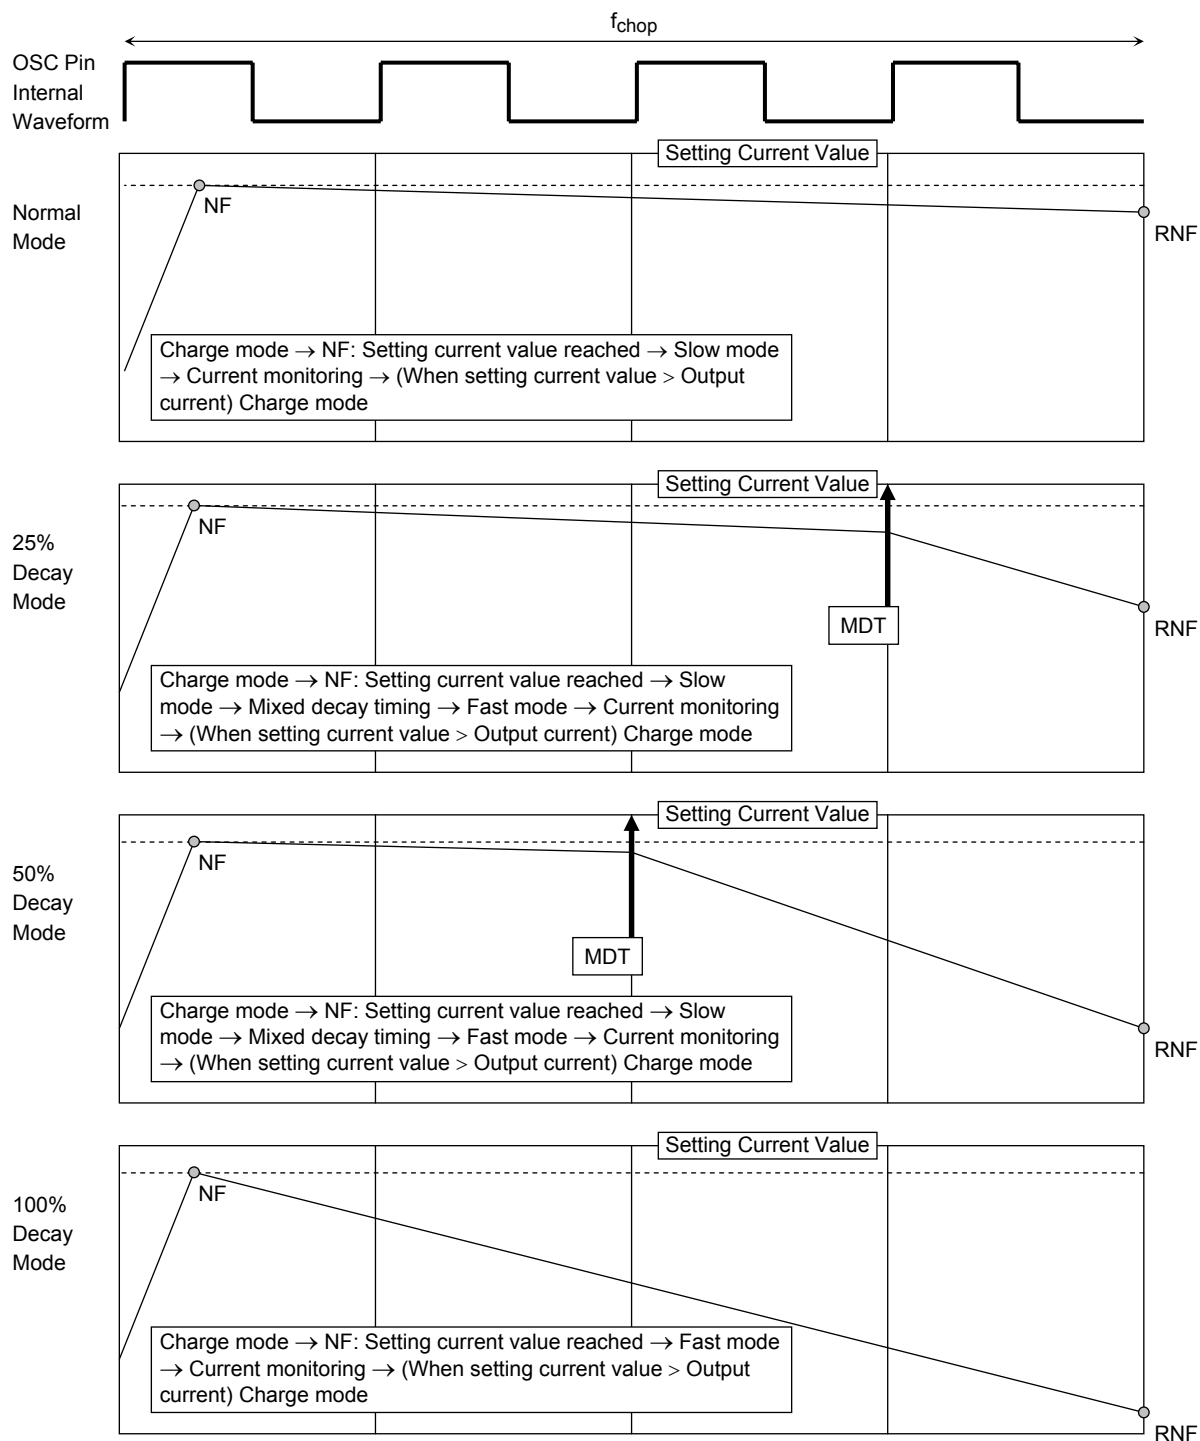 fchop
OSC Pin
Internal
Waveform
Setting Current Value
NF
Normal
Mode
RNF
Charge mode → NF: Setting current value reached → Slow mode
→ Current monitoring → (When setting current value > Output
current) Charge mode
Setting Current Value
NF
25%
Decay
Mode
MDT
RNF
Charge mode → NF: Setting current value reached → Slow
mode → Mixed decay timing → Fast mode → Current monitoring
→ (When setting current value > Output current) Charge mode
Setting Current Value
NF
50%
Decay
Mode
MDT
Charge mode → NF: Setting current value reached → Slow
mode → Mixed decay timing → Fast mode → Current monitoring
→ (When setting current value > Output current) Charge mode
RNF
Setting Current Value
NF
100%
Decay
Mode
Charge mode → NF: Setting current value reached → Fast mode
→ Current monitoring → (When setting current value > Output
current) Charge mode
RNF